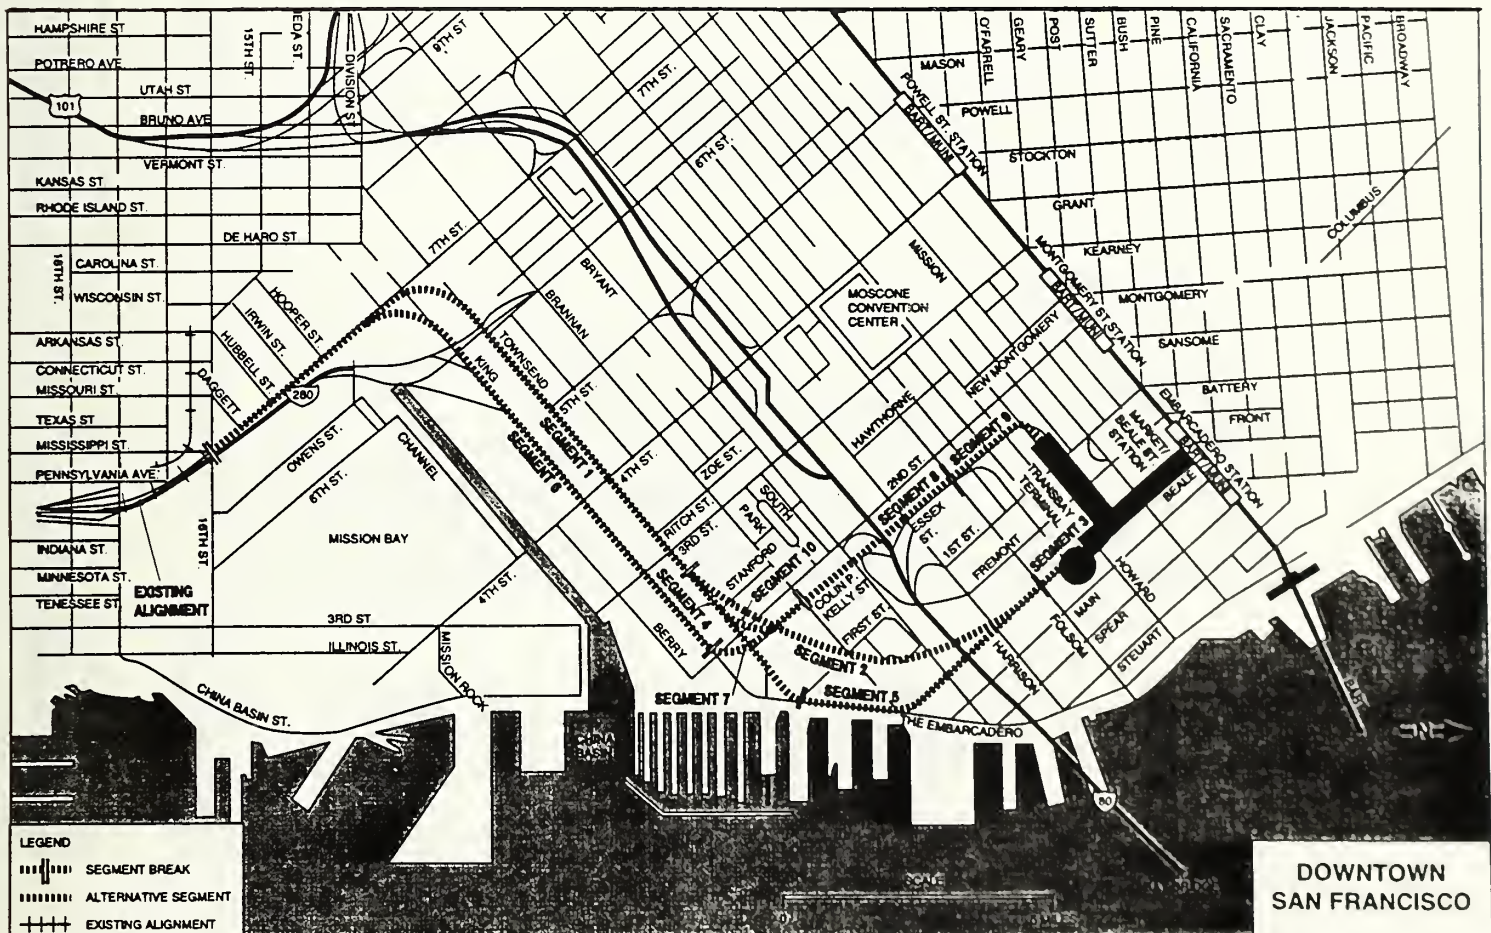 HAMPSHIRE ST
POTRERO AVE.
UTAH ST
BRUNO AVE
VERMONT ST.
KANSAS ST.
RHODE ISLAND ST.
DE HARO ST.
CAROLINA ST.
WISCONSIN ST.
ARKANSAS ST.
CONNECTICUT ST.
MISSOURI ST.
TEXAS ST
MISSISSIPPI ST.
PENNSYLVANIA AVE.
INDIANA ST.
MINNESOTA ST.
TENESSEE ST.
3RD ST
ILLINOIS ST.
CHINA BASIN ST.
MISSION ROCK
101
15TH ST.
DIVISION ST
16TH ST.
16TH ST.
HOOPER ST.
IRWIN ST.
HUBBELL ST
DAGGETT
280
EXISTING
ALIGNMENT
OWENS ST.
6TH ST.
CHANNEL
MISSION BAY
4TH ST.
9TH ST.
7TH ST.
6TH ST.
7TH ST.
BRYANT
BRANNAN
TOWNSEND
KING
5TH ST.
4TH ST.
ZOE ST.
RITCH ST.
3RD ST.
SOUTH
PARK
STANFORD
BERRY
SEGMENT 1
SEGMENT 6
SEGMENT 4
SEGMENT 10
SEGMENT 7
SEGMENT 2
SEGMENT 5
SEGMENT 8
SEGMENT 9
SEGMENT 3
COLIN P.
KELLY ST.
FIRST ST.
2ND ST.
ESSEX
ST.
1ST ST.
FREMONT
HAWTHORNE
NEW MONTGOMERY
MISSION
MOSCONE
CONVENTION
CENTER
TRANSBAY
TERMINAL
MARKET/
BEALE ST.
STATION
BEALE
HOWARD
MAIN
FOLSOM
SPEAR
STEUART
HARRISON
THE EMBARCADERO
CHINA
BASIN
80
BART
POWELL ST. STATION
BART/MUNI
MONTGOMERY ST STATION
BART/MUNI
EMBARCADERO STATION
BART/MUNI
MASON
POWELL
STOCKTON
GRANT
KEARNEY
MONTGOMERY
SANSOME
BATTERY
FRONT
COLUMBUS
O'FARRELL
GEARY
POST
SUTTER
BUSH
PINE
CALIFORNIA
SACRAMENTO
CLAY
JACKSON
PACIFIC
BROADWAY
SCALE
LEGEND
SEGMENT BREAK
ALTERNATIVE SEGMENT
EXISTING ALIGNMENT
DOWNTOWN
SAN FRANCISCO